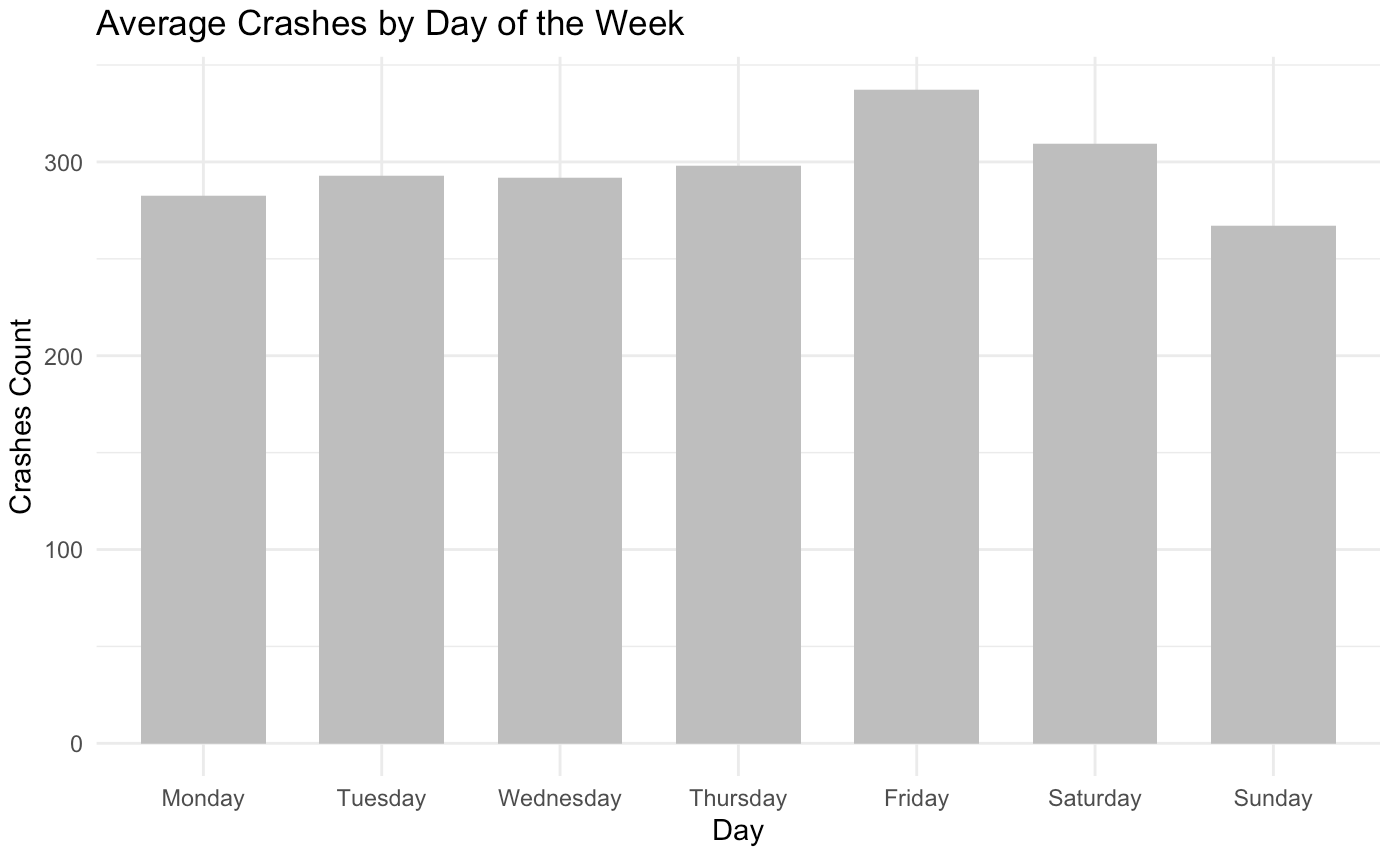 Average Crashes by Day of the Week
Crashes Count
300
200
100
0
Monday Tuesday Wednesday Thursday Friday Saturday Sunday
Day